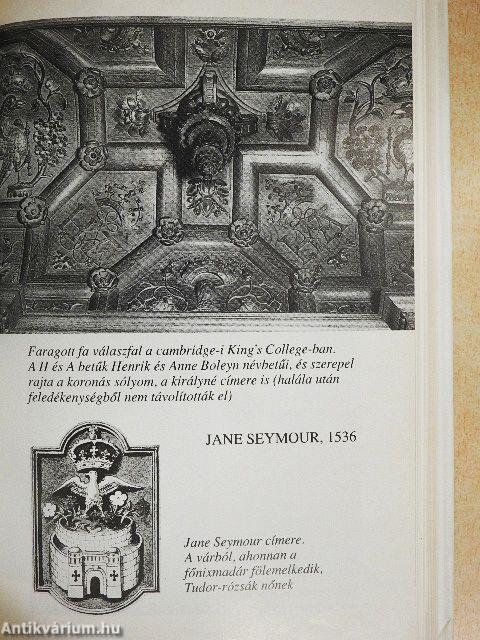 Faragott fa válaszfal a cambridge-i King's College-ban.
A H és A betűk Henrik és Anne Boleyn névbetűi, és szerepel
rajta a koronás sólyom, a királyné címere is (halála után
feledékenységből nem távolították el)
JANE SEYMOUR, 1536
Jane Seymour címere.
A várból, ahonnan a
főnixmadár fölemelkedik,
Tudor-rózsák nőnek
Antikvárium.hu